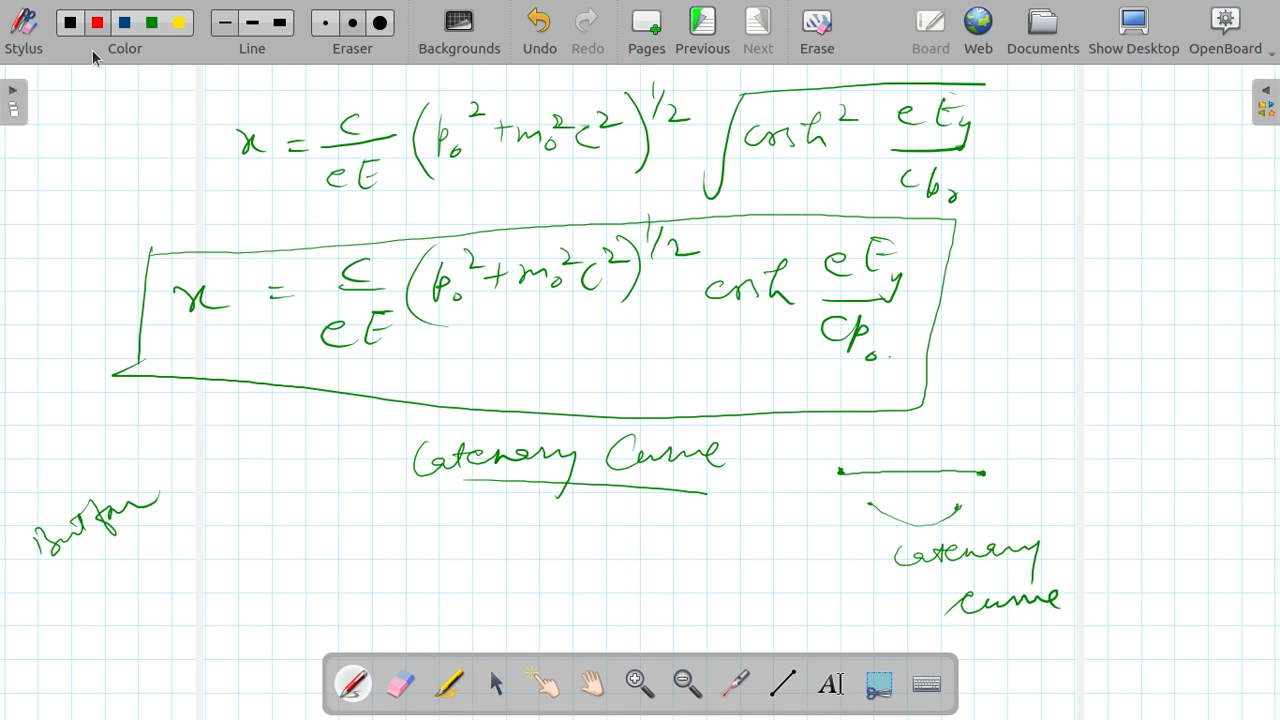 Stylus Color Line Eraser Backgrounds Undo Redo Pages Previous Next Erase Board Web Documents Show Desktop OpenBoard
x = c/eE (p₀² + m₀²c²)^1/2 √cosh² eEy/cp₀
x = c/eE (p₀² + m₀²c²)^1/2 cosh eEy/cp₀
Catenary Curve
But for
Catenary
curve
AI